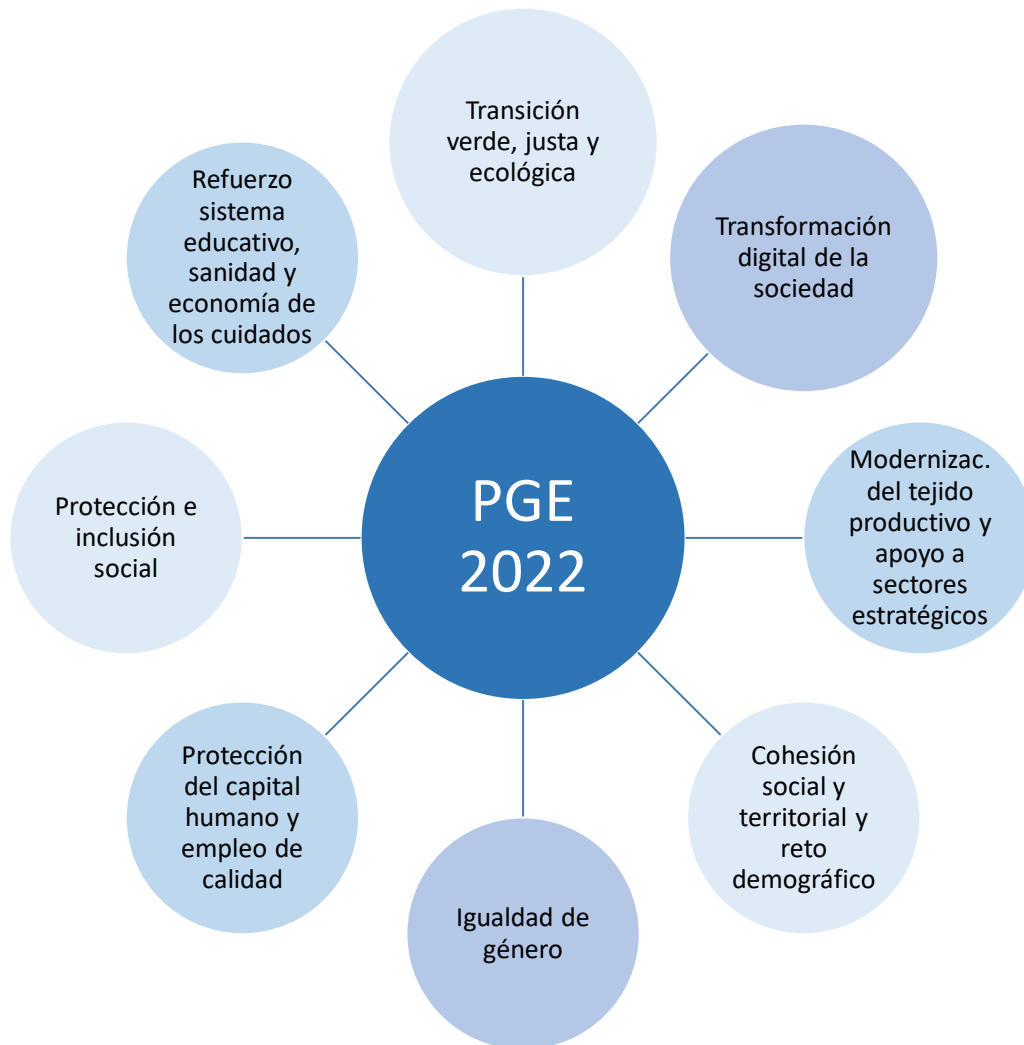 Transición
verde, justa y
ecológica
Transformación
digital de la
sociedad
Modernizac.
del tejido
productivo y
apoyo a
sectores
estratégicos
Cohesión
social y
territorial y
reto
demográfico
Igualdad de
género
Protección
del capital
humano y
empleo de
calidad
Protección e
inclusión
social
Refuerzo
sistema
educativo,
sanidad y
economía de
los cuidados
PGE
2022